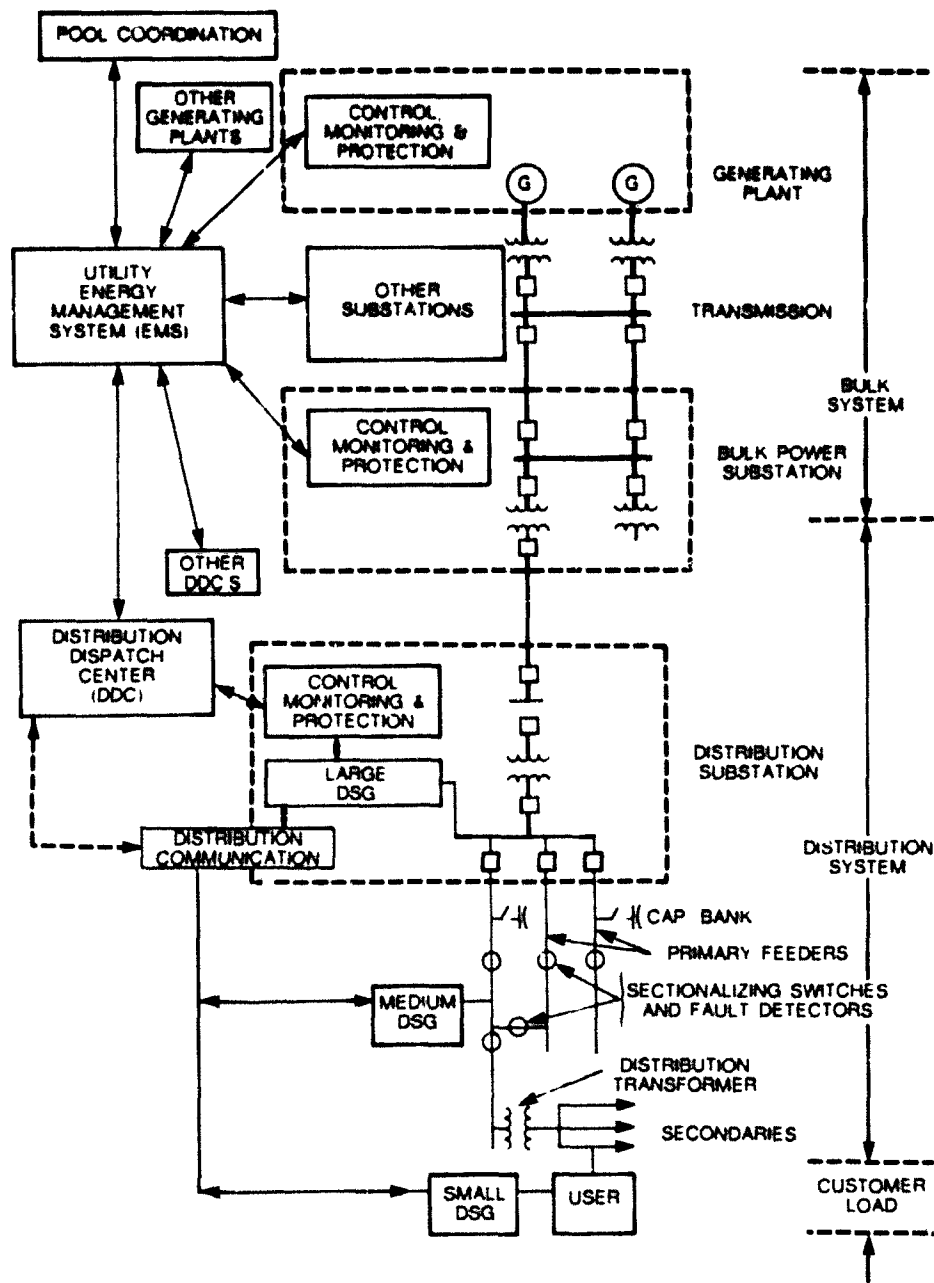 POOL COORDINATION
OTHER
GENERATING
PLANTS
CONTROL,
MONITORING &
PROTECTION
G
G
GENERATING
PLANT
UTILITY
ENERGY
MANAGEMENT
SYSTEM (EMS)
OTHER
SUBSTATIONS
TRANSMISSION
BULK
SYSTEM
CONTROL
MONITORING &
PROTECTION
BULK POWER
SUBSTATION
OTHER
DDC S
DISTRIBUTION
DISPATCH
CENTER
(DDC)
CONTROL
MONITORING &
PROTECTION
LARGE
DSG
DISTRIBUTION
SUBSTATION
DISTRIBUTION
COMMUNICATION
DISTRIBUTION
SYSTEM
CAP BANK
PRIMARY FEEDERS
MEDIUM
DSG
SECTIONALIZING SWITCHES
AND FAULT DETECTORS
DISTRIBUTION
TRANSFORMER
SECONDARIES
SMALL
DSG
USER
CUSTOMER
LOAD